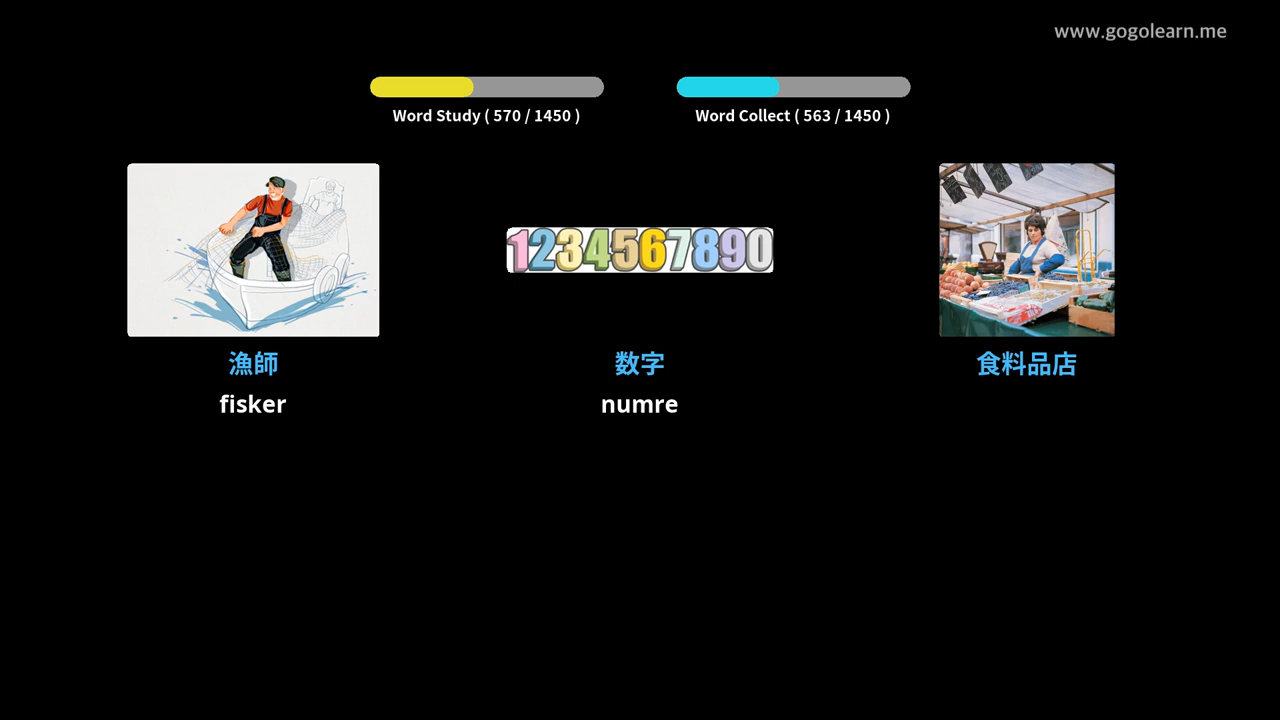 www.gogolearn.me
Word Study ( 570 / 1450 )
Word Collect ( 563 / 1450 )
1234567890
漁師
数字
食料品店
fisker
numre